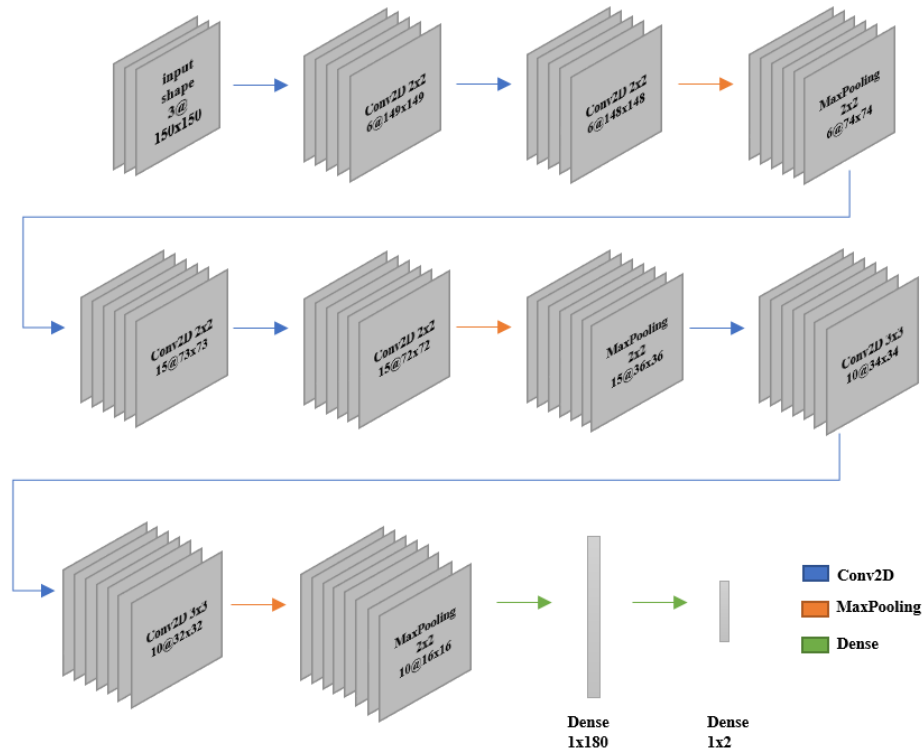 input
shape
3@
150x150
Conv2D 2x2
6@149x149
Conv2D 2x2
6@148x148
MaxPooling
2x2
6@74x74
Conv2D 2x2
15@73x73
Conv2D 2x2
15@72x72
MaxPooling
2x2
15@36x36
Conv2D 3x3
10@34x34
Conv2D 3x3
10@32x32
MaxPooling
2x2
10@16x16
Dense
1x180
Dense
1x2
Conv2D
MaxPooling
Dense